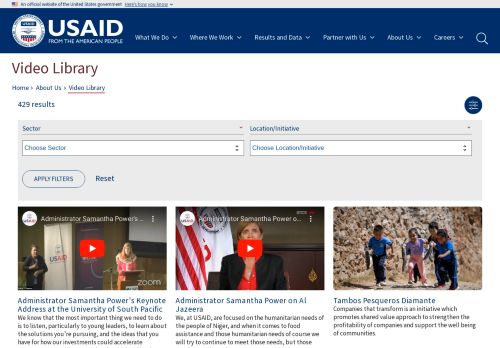 An official website of the United States government Here's how you know
USAID
FROM THE AMERICAN PEOPLE
What We Do
Where We Work
Results and Data
Partner with Us
About Us
Careers
Video Library
Home
About Us
Video Library
429 results
Sector
Location/Initiative
Choose Sector
Choose Location/Initiative
APPLY FILTERS
Reset
Administrator Samantha Power's ...
Administrator Samantha Power o...
USAID
zoom
Administrator Samantha Power's Keynote
Address at the University of South Pacific
We know that the most important thing we need to do
is to listen, particularly to young leaders, to learn about
the solutions you're pursuing, and the ideas that you
have for how our investments could accelerate
Administrator Samantha Power on Al
Jazeera
We, at USAID, are focused on the humanitarian needs of
the people of Niger, and when it comes to food
assistance and those humanitarian needs of course we
will try to continue to meet those needs, but those
Tambos Pesqueros Diamante
Companies that transform is an initiative which
promotes shared value approach to strengthen the
profitability of companies and support the well being
of communities.